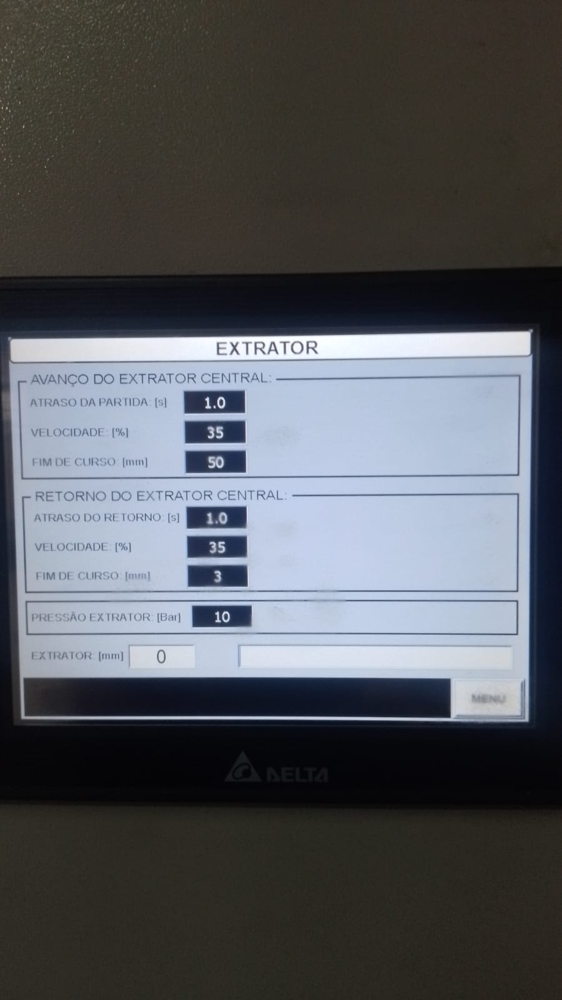 EXTRATOR
AVANÇO DO EXTRATOR CENTRAL:
ATRASO DA PARTIDA: [s] 1.0
VELOCIDADE: [%] 35
FIM DE CURSO: [mm] 50
RETORNO DO EXTRATOR CENTRAL:
ATRASO DO RETORNO: [s] 1.0
VELOCIDADE: [%] 35
FIM DE CURSO: [mm] 3
PRESSÃO EXTRATOR: [Bar] 10
EXTRATOR: [mm] 0
MENU
DELTA